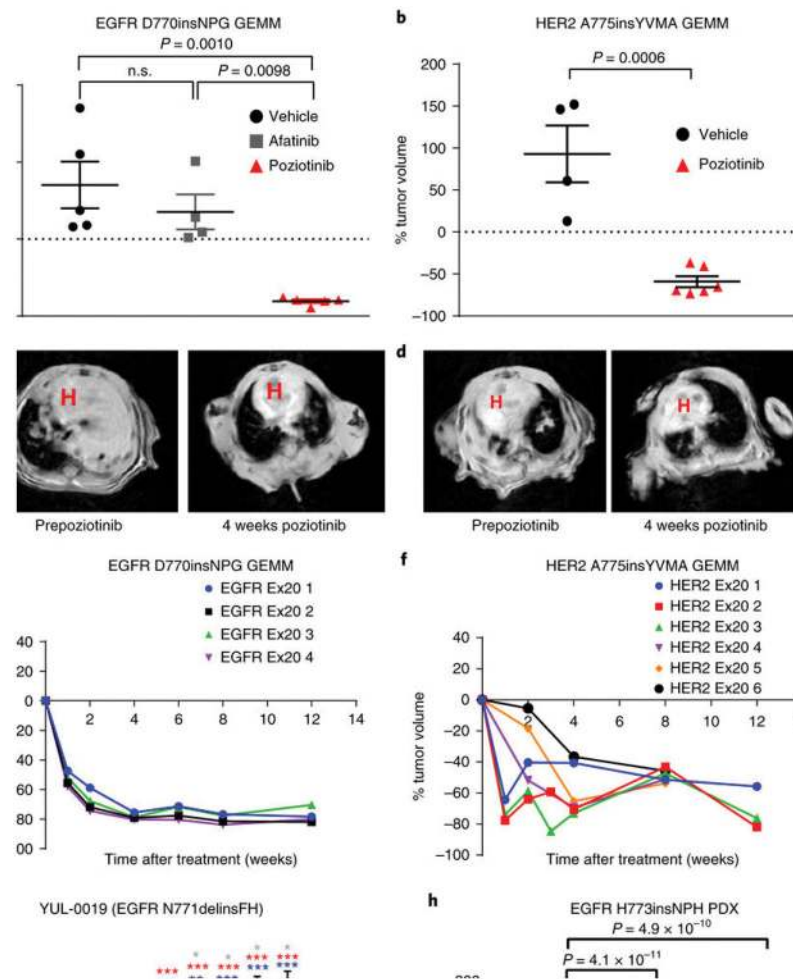 EGFR D770insNPG GEMM
P = 0.0010
n.s.
P = 0.0098
Vehicle
Afatinib
Poziotinib
b
HER2 A775insYVMA GEMM
P = 0.0006
200
150
100
50
0
−50
−100
% tumor volume
Vehicle
Poziotinib
H
H
Prepoziotinib
4 weeks poziotinib
d
H
H
Prepoziotinib
4 weeks poziotinib
EGFR D770insNPG GEMM
EGFR Ex20 1
EGFR Ex20 2
EGFR Ex20 3
EGFR Ex20 4
40
20
0
20
40
60
80
00
2 4 6 8 10 12 14
Time after treatment (weeks)
f
HER2 A775insYVMA GEMM
HER2 Ex20 1
HER2 Ex20 2
HER2 Ex20 3
HER2 Ex20 4
HER2 Ex20 5
HER2 Ex20 6
40
20
0
−20
−40
−60
−80
−100
% tumor volume
2 4 6 8 10 12
Time after treatment (weeks)
YUL-0019 (EGFR N771delinsFH)
* *
*** *** *** *** ***
** *** *** ***
h
EGFR H773insNPH PDX
P = 4.9 × 10⁻¹⁰
P = 4.1 × 10⁻¹¹